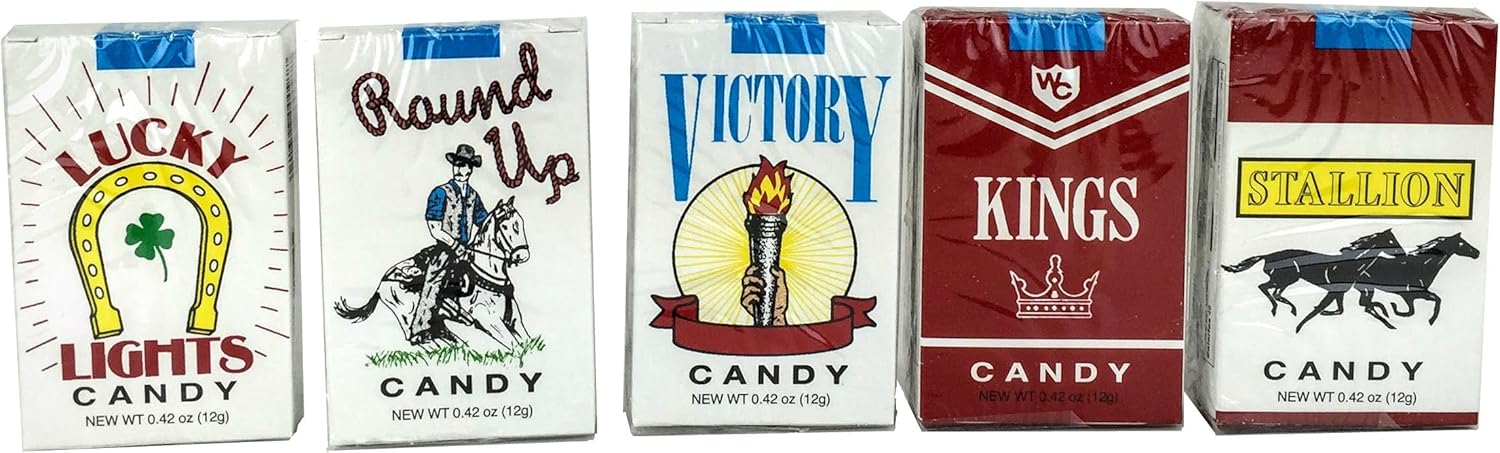 LUCKY
LIGHTS
CANDY
NEW WT 0.42 oz (12g)
Round
Up
CANDY
NEW WT 0.42 oz (12g)
VICTORY
CANDY
NEW WT 0.42 oz (12g)
WC
KINGS
CANDY
NEW WT 0.42 oz (12g)
STALLION
CANDY
NEW WT 0.42 oz (12g)